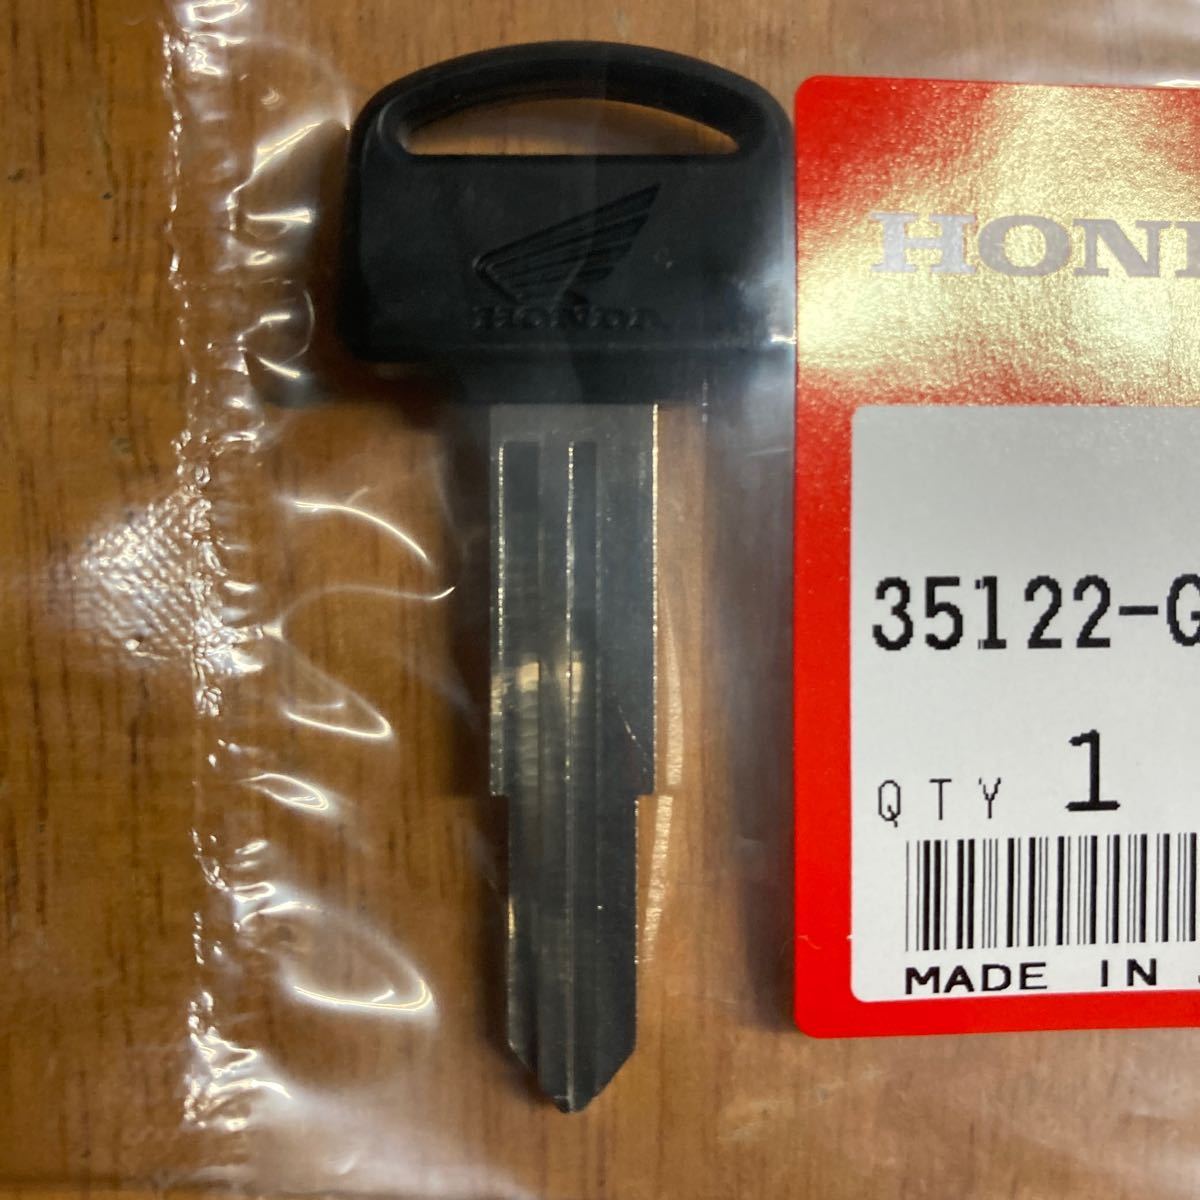 HONDA
HON
35122-G
QTY 1
MADE IN